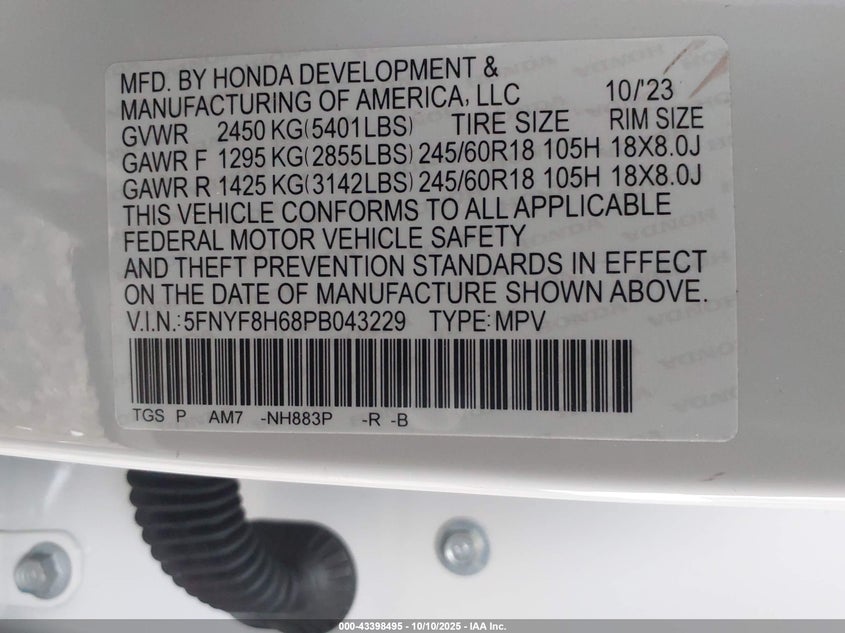 MFD. BY HONDA DEVELOPMENT &
MANUFACTURING OF AMERICA, LLC 10/'23
GVWR 2450 KG(5401LBS) TIRE SIZE RIM SIZE
GAWR F 1295 KG(2855LBS) 245/60R18 105H 18X8.0J
GAWR R 1425 KG(3142LBS) 245/60R18 105H 18X8.0J
THIS VEHICLE CONFORMS TO ALL APPLICABLE
FEDERAL MOTOR VEHICLE SAFETY
AND THEFT PREVENTION STANDARDS IN EFFECT
ON THE DATE OF MANUFACTURE SHOWN ABOVE.
V.I.N.:5FNYF8H68PB043229 TYPE:MPV
TGS P AM7 -NH883P -R -B
000-43398495 - 10/10/2025 - IAA Inc.